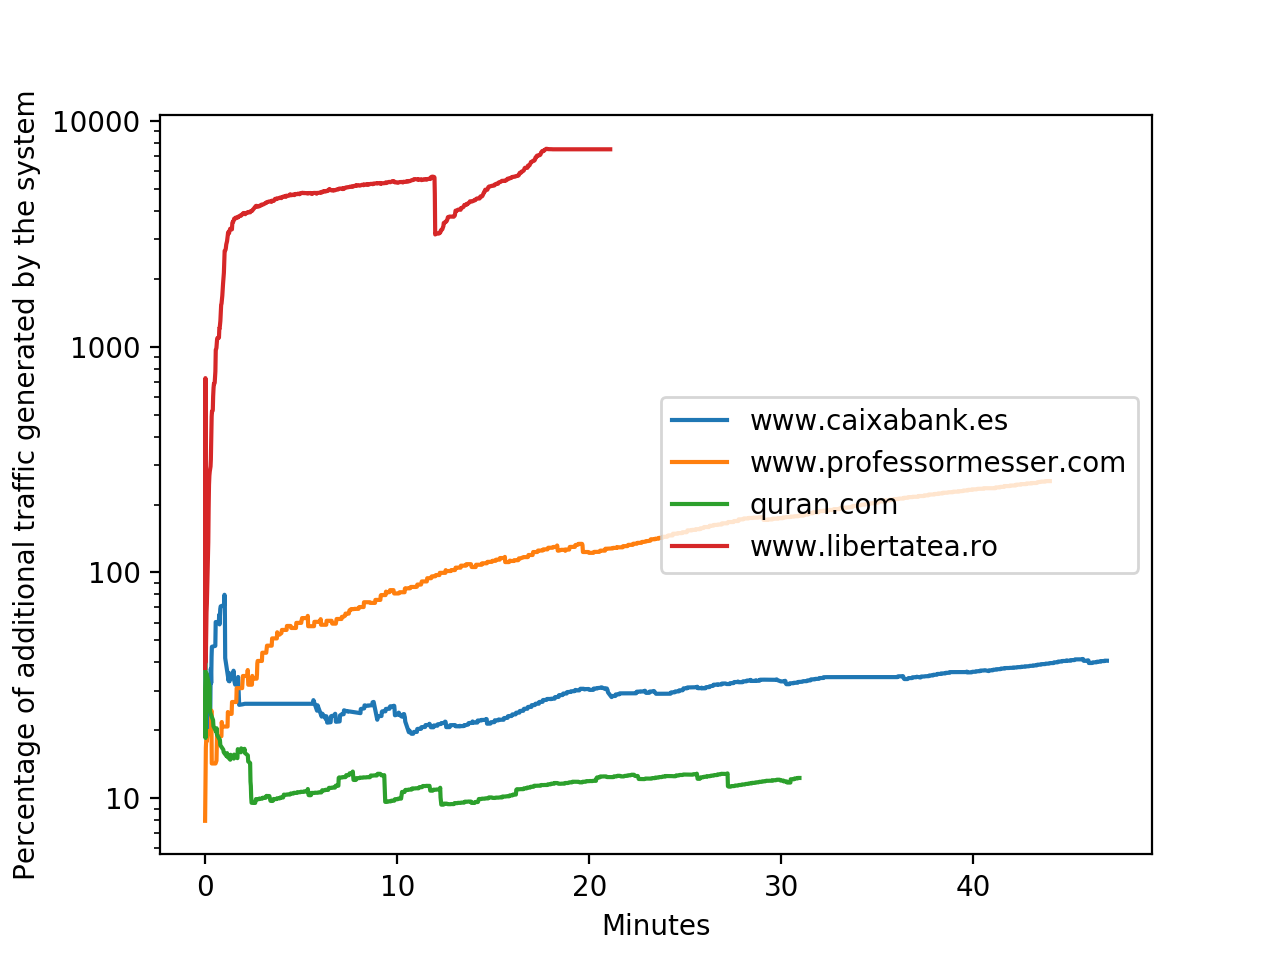 Percentage of additional traffic generated by the system
10000
1000
100
10
www.caixabank.es
www.professormesser.com
quran.com
www.libertatea.ro
0 10 20 30 40
Minutes